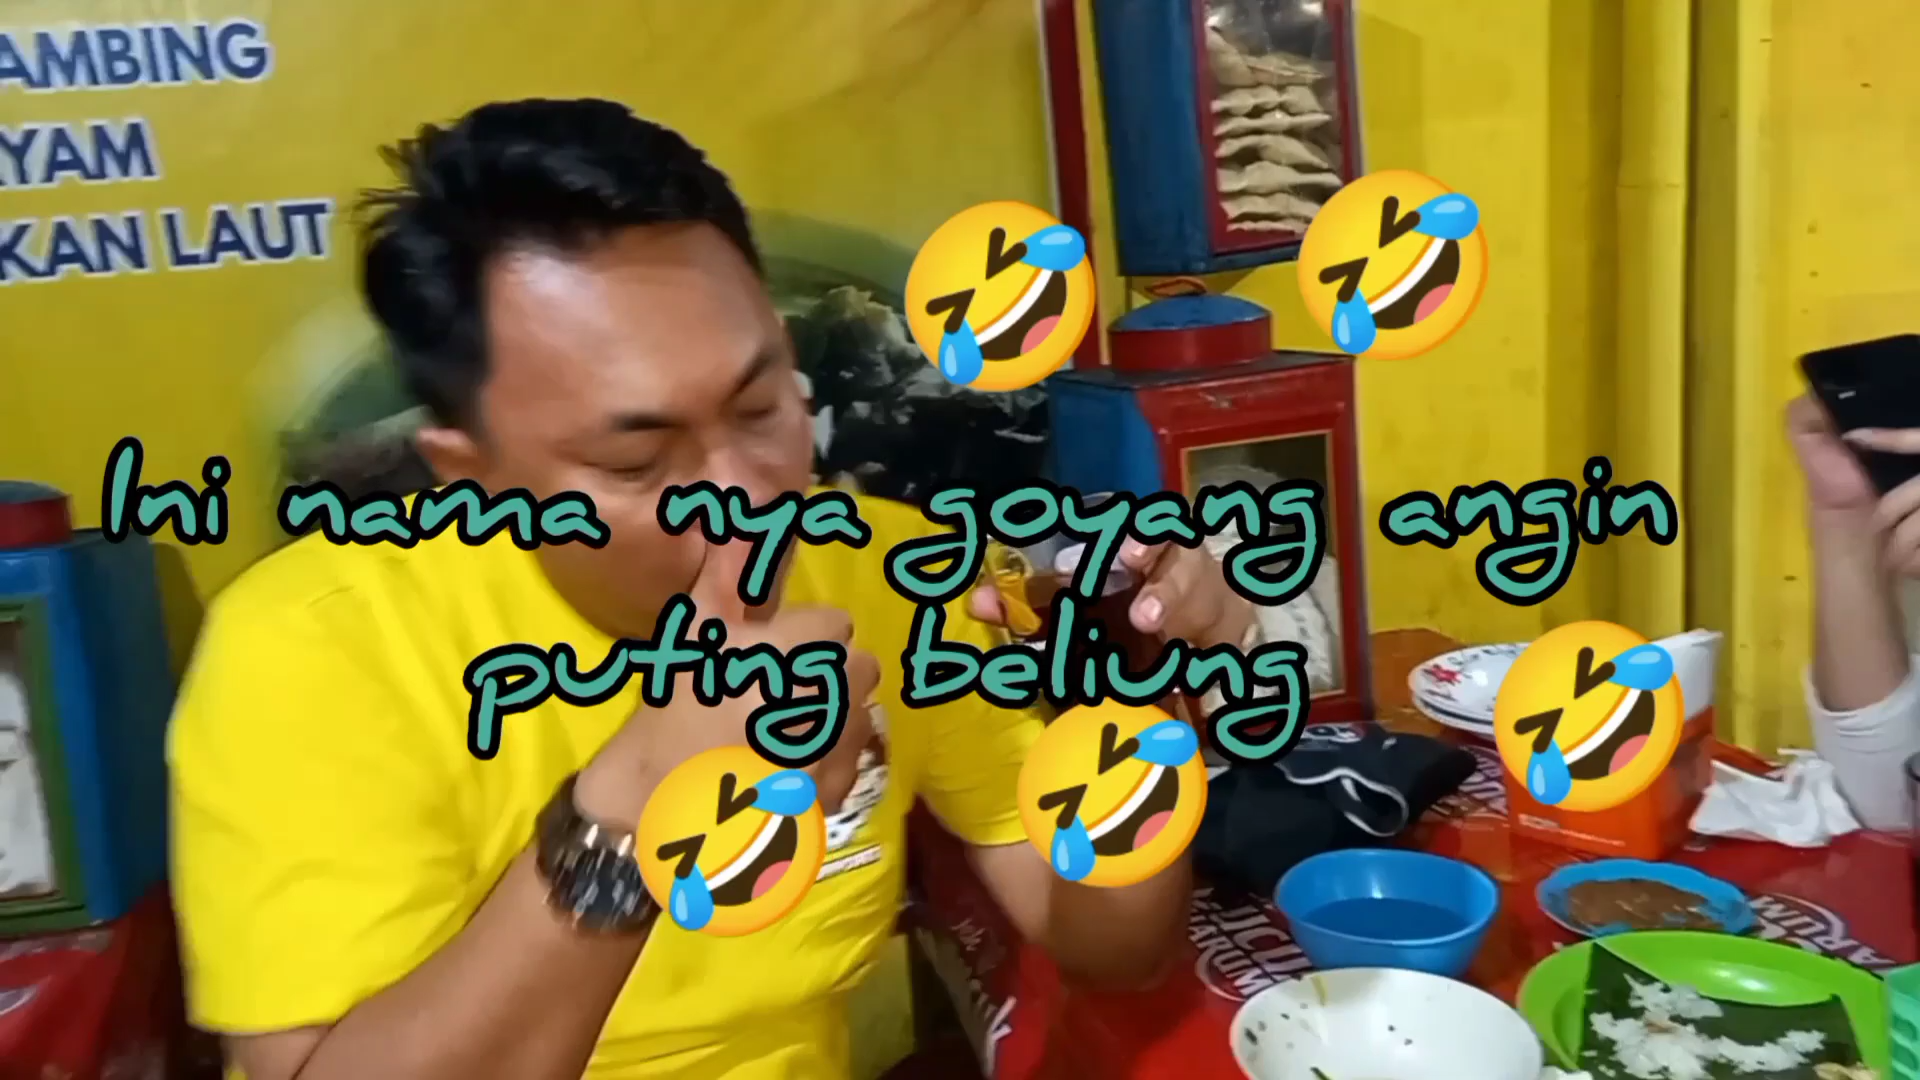 AMBING
YAM
KAN LAUT
Ini nama nya goyang angin
puting beliung